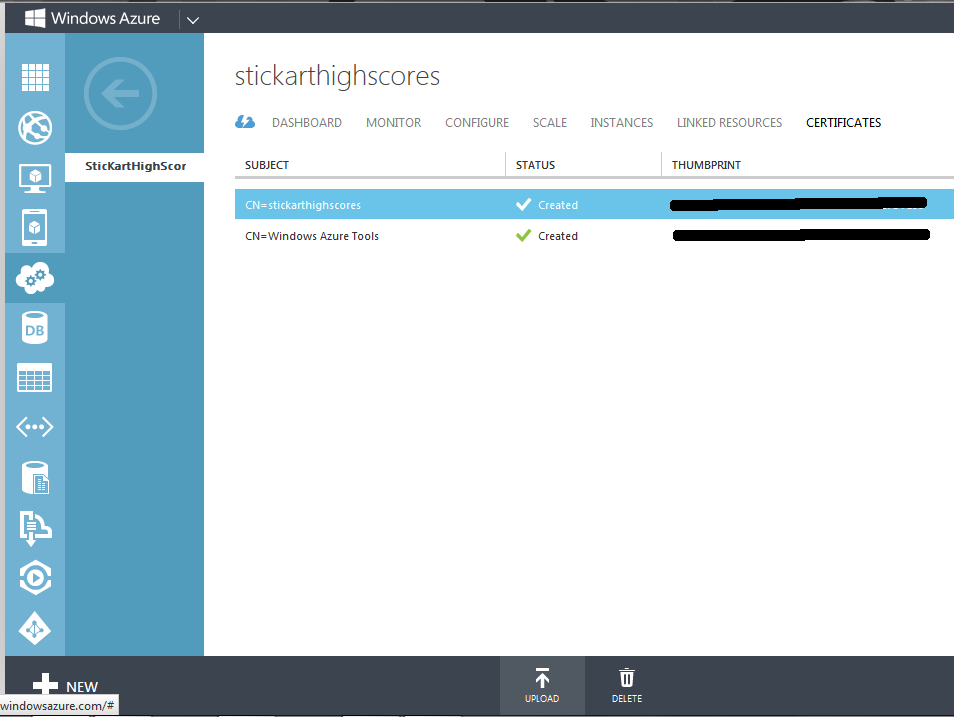 Windows Azure
stickarthighscores
DASHBOARD MONITOR CONFIGURE SCALE INSTANCES LINKED RESOURCES CERTIFICATES
SticKartHighScor
SUBJECT STATUS THUMBPRINT
CN=stickarthighscores Created
CN=Windows Azure Tools Created
DB
NEW
UPLOAD
DELETE
windowsazure.com/#